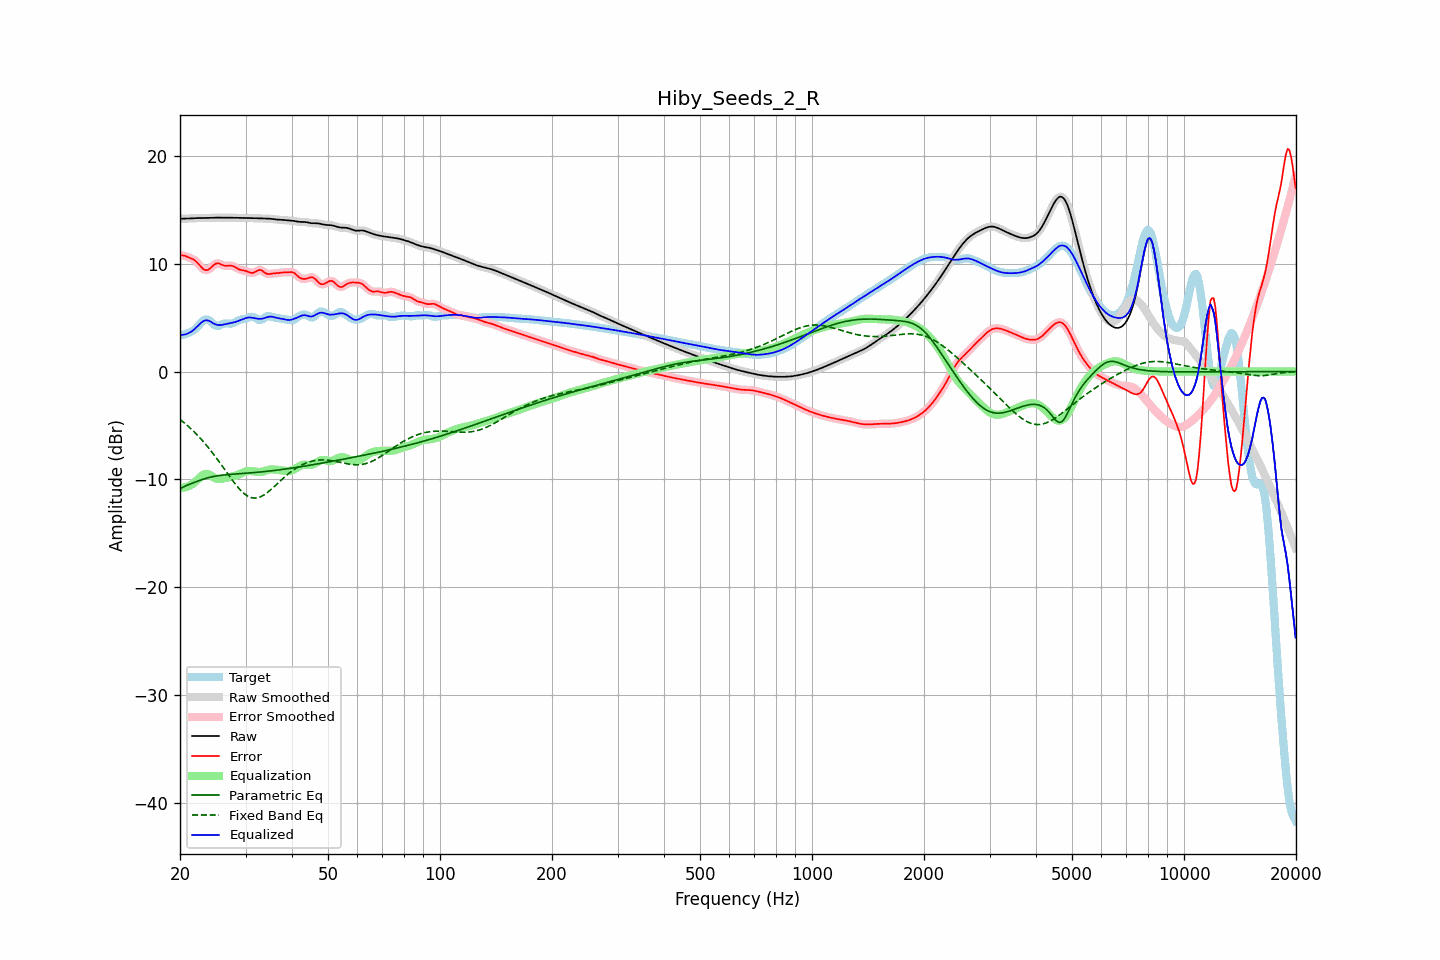 Hiby_Seeds_2_R
20
10
0
−10
−20
−30
−40
Amplitude (dBr)
Target
Raw Smoothed
Error Smoothed
Raw
Error
Equalization
Parametric Eq
Fixed Band Eq
Equalized
20 50 100 200 500 1000 2000 5000 10000 20000
Frequency (Hz)